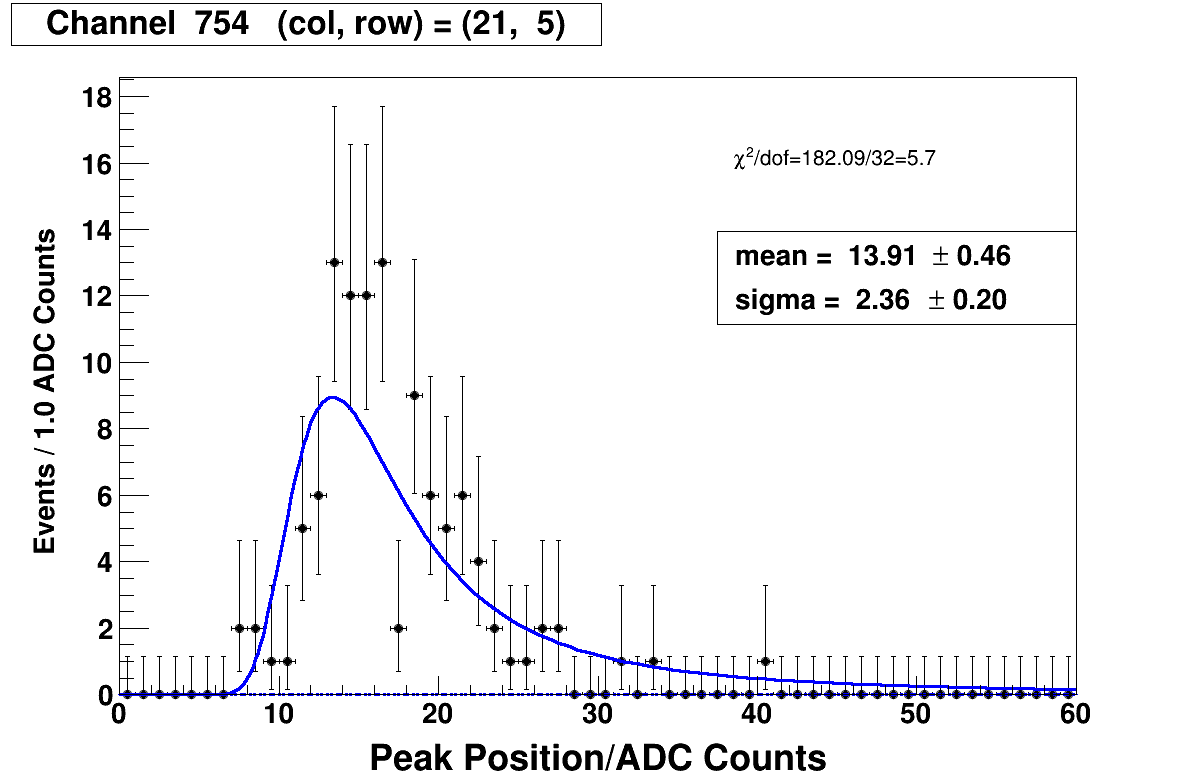 Channel 754 (col, row) = (21, 5)
χ²/dof=182.09/32=5.7
mean = 13.91 ± 0.46
sigma = 2.36 ± 0.20
Events / 1.0 ADC Counts
18
16
14
12
10
8
6
4
2
0
0 10 20 30 40 50 60
Peak Position/ADC Counts